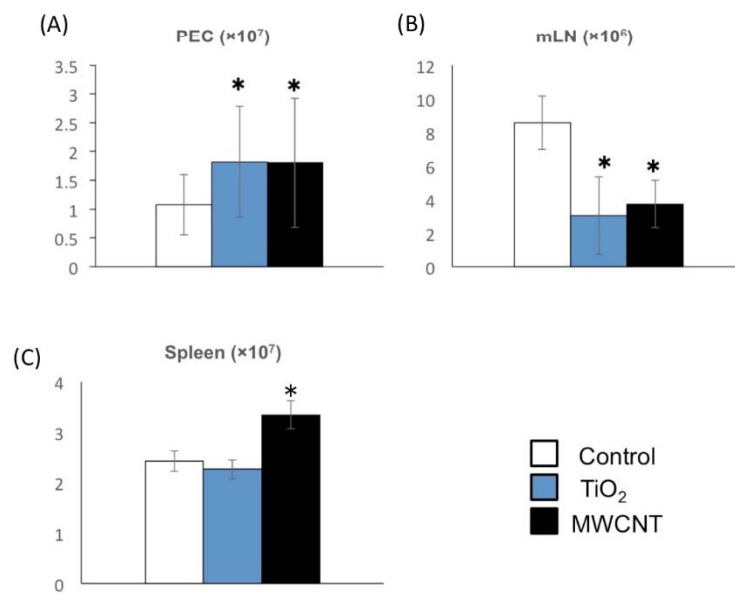 (A)
PEC (×10⁷)
3.5
3
2.5
2
1.5
1
0.5
0
* *
(B)
mLN (×10⁶)
12
10
8
6
4
2
0
* *
(C)
Spleen (×10⁷)
4
3
2
1
0
*
Control
TiO₂
MWCNT